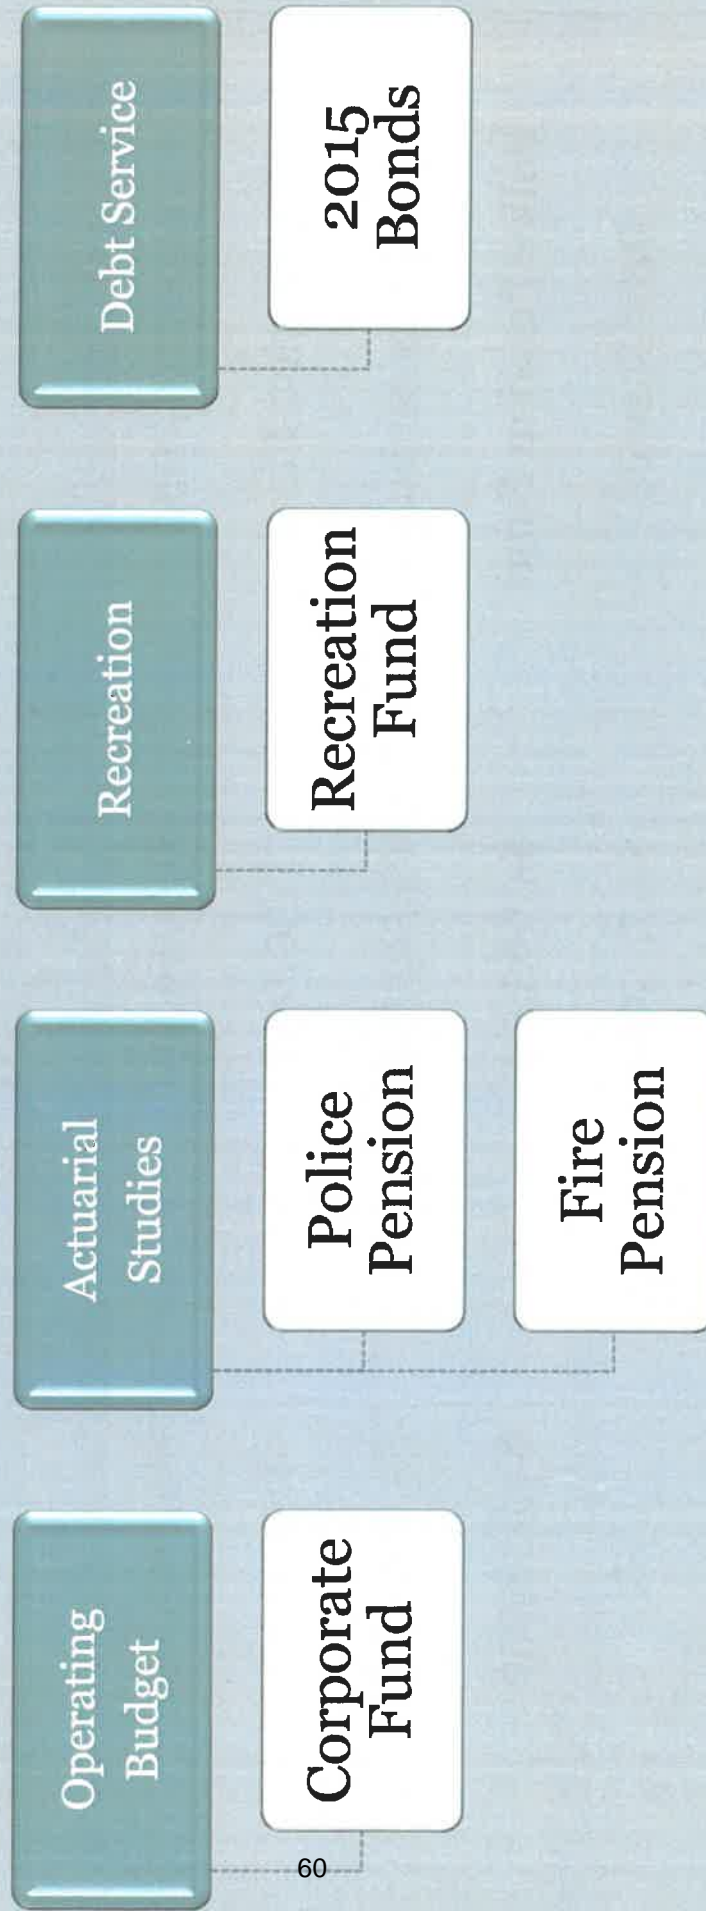 Operating
Budget
Corporate
Fund
Actuarial
Studies
Police
Pension
Fire
Pension
Recreation
Recreation
Fund
Debt Service
2015
Bonds
60